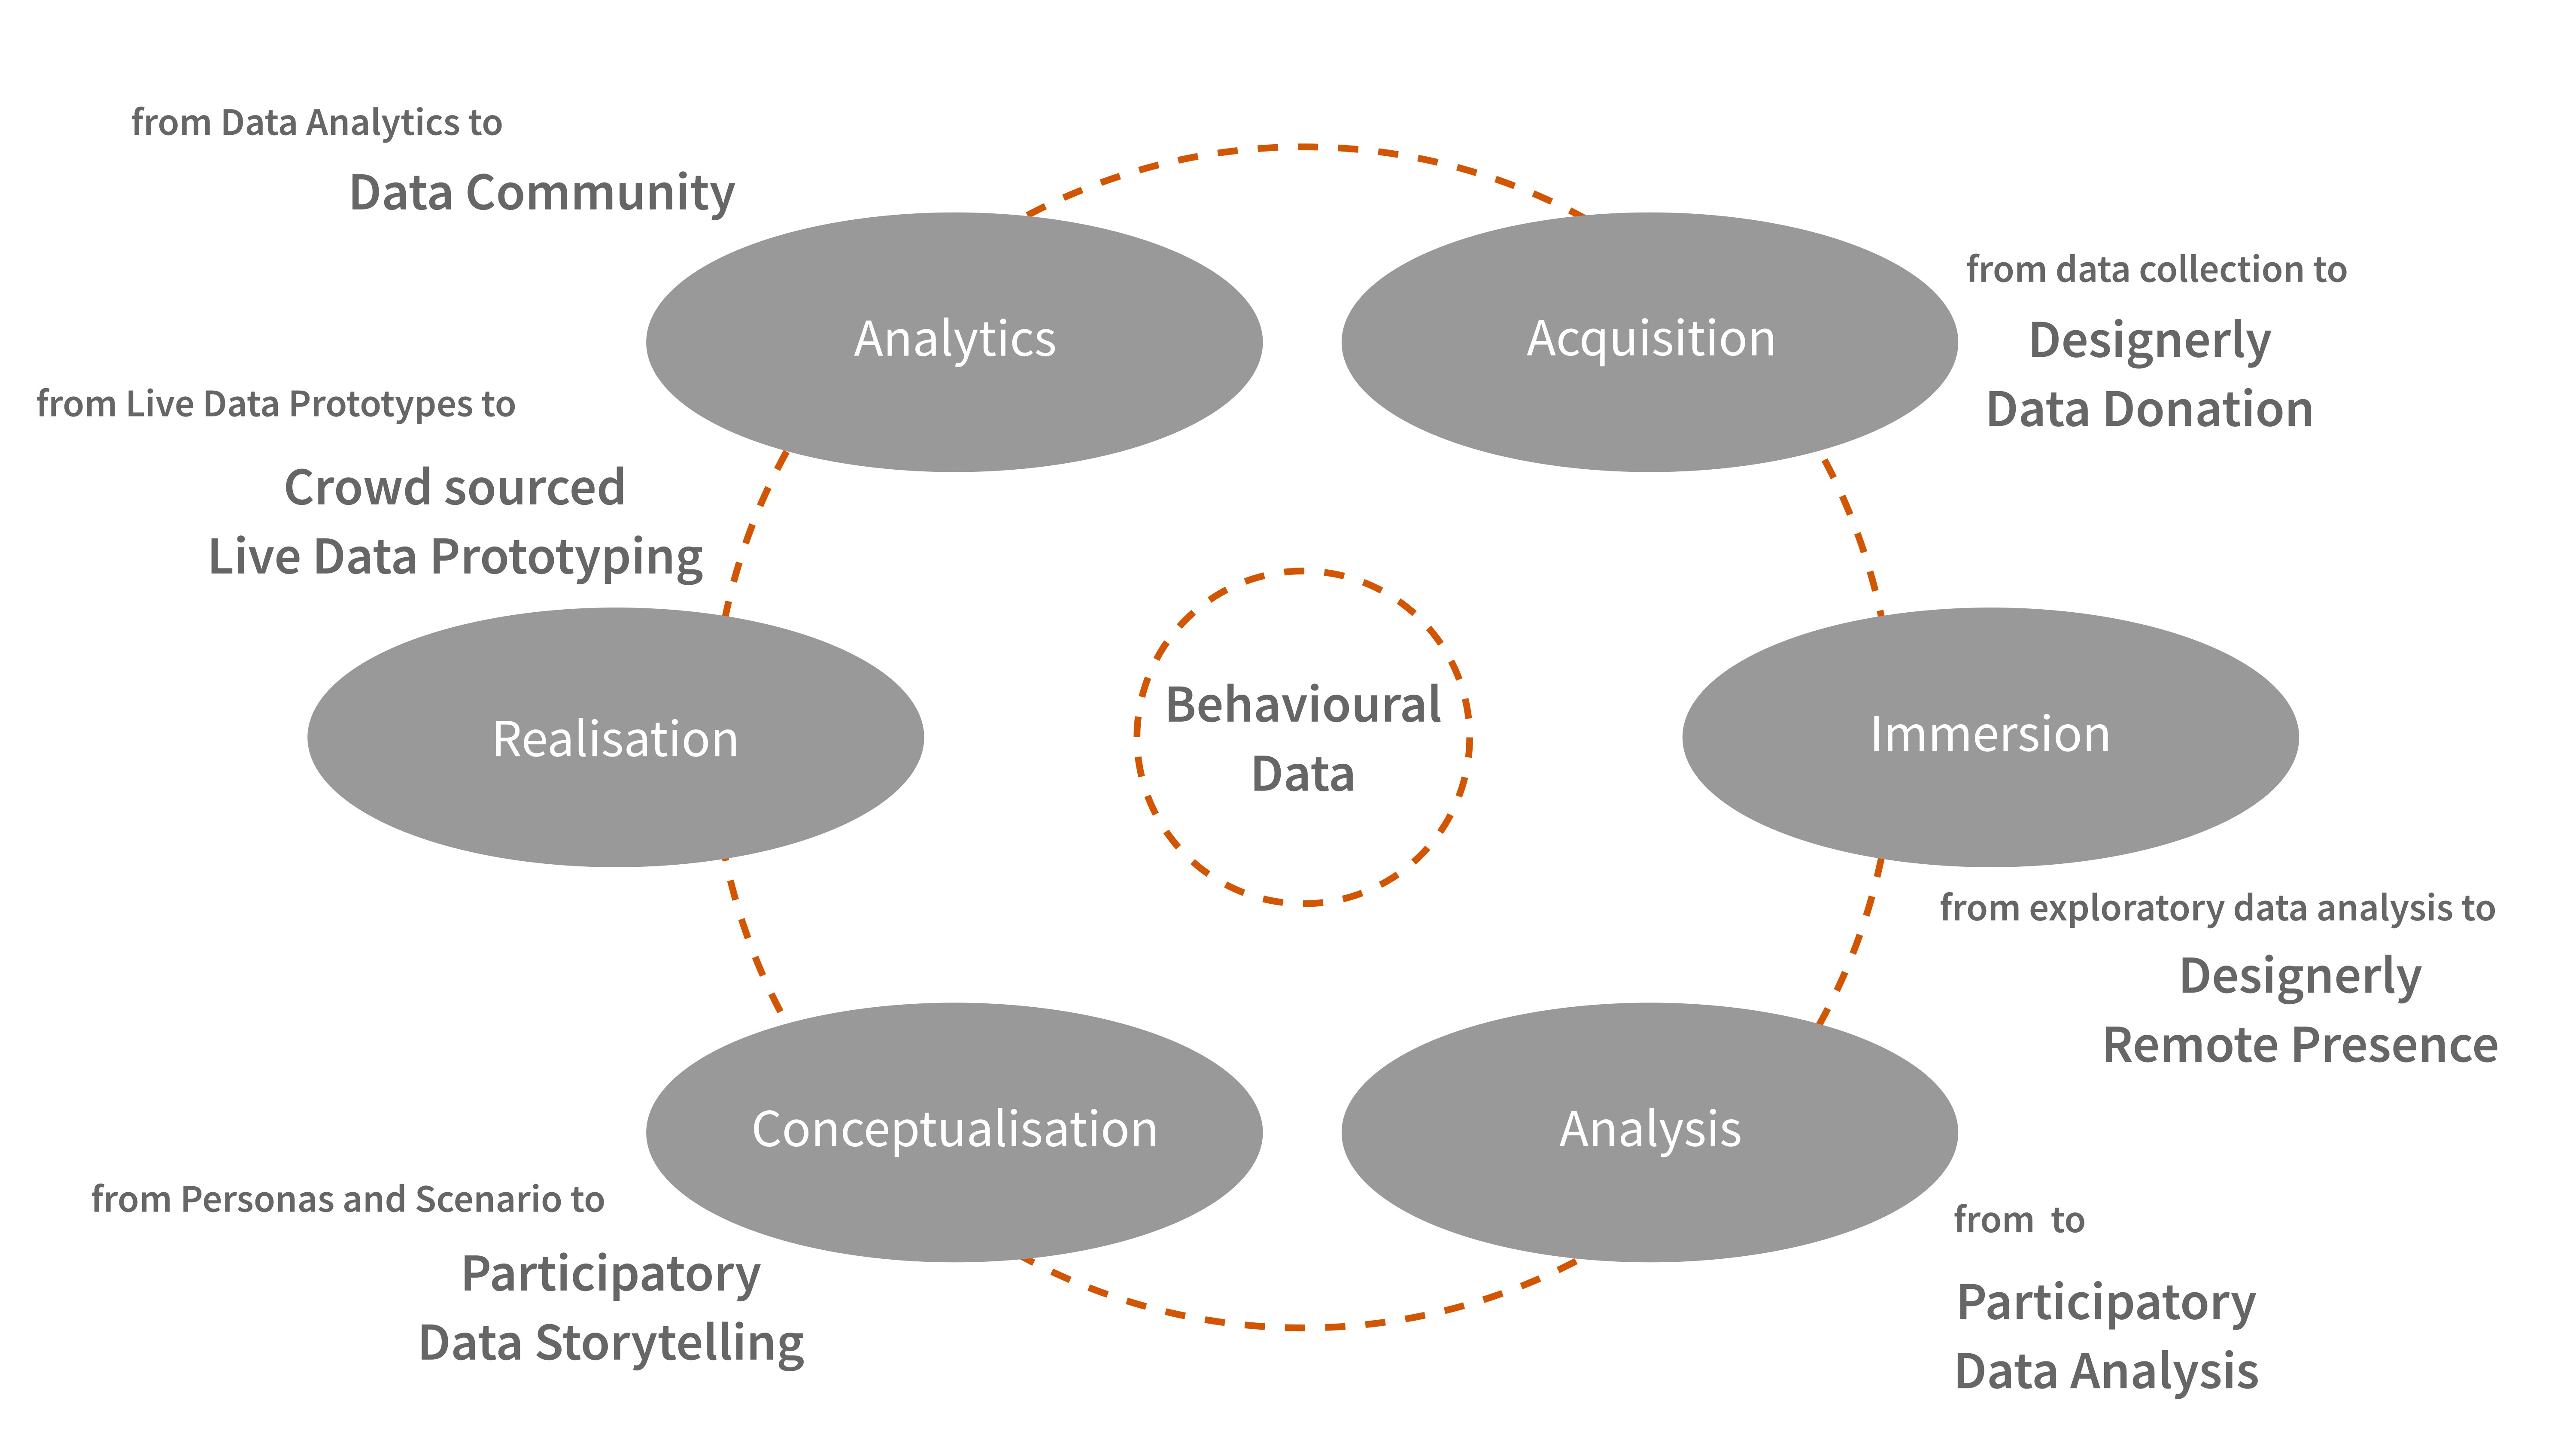 from Data Analytics to
Data Community
Analytics
Acquisition
from data collection to
Designerly
Data Donation
from Live Data Prototypes to
Crowd sourced
Live Data Prototyping
Realisation
Behavioural
Data
Immersion
from exploratory data analysis to
Designerly
Remote Presence
Conceptualisation
Analysis
from Personas and Scenario to
Participatory
Data Storytelling
from  to
Participatory
Data Analysis